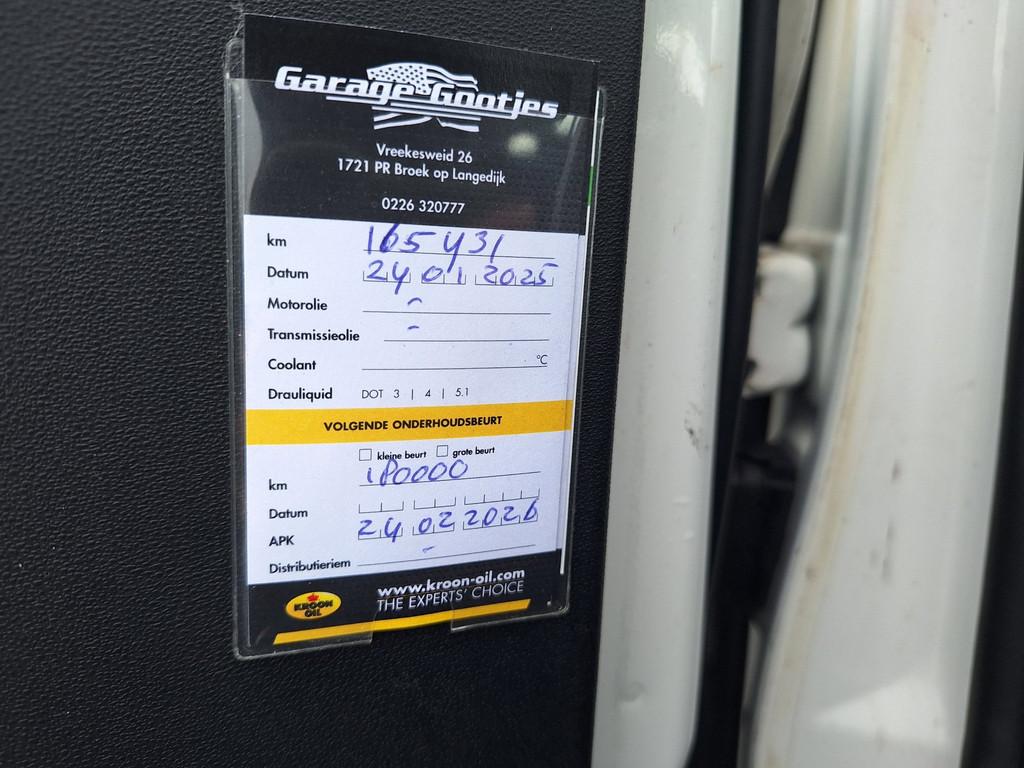 Garage Gootjes
Vreekesweid 26
1721 PR Broek op Langedijk
0226 320777
km 165431
Datum 24 01 2025
Motorolie -
Transmissieolie -
Coolant °C
Drauliquid DOT 3 | 4 | 5.1
VOLGENDE ONDERHOUDSBEURT
kleine beurt grote beurt
km 180000
Datum
APK 24 02 2026
Distributieriem -
KROON OIL
www.kroon-oil.com
THE EXPERTS' CHOICE